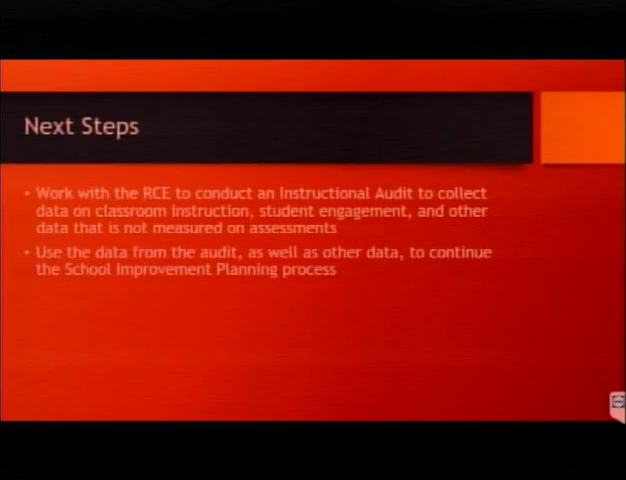 Next Steps
• Work with the RCE to conduct an Instructional Audit to collect
data on classroom instruction, student engagement, and other
data that is not measured on assessments
• Use the data from the audit, as well as other data, to continue
the School Improvement Planning process